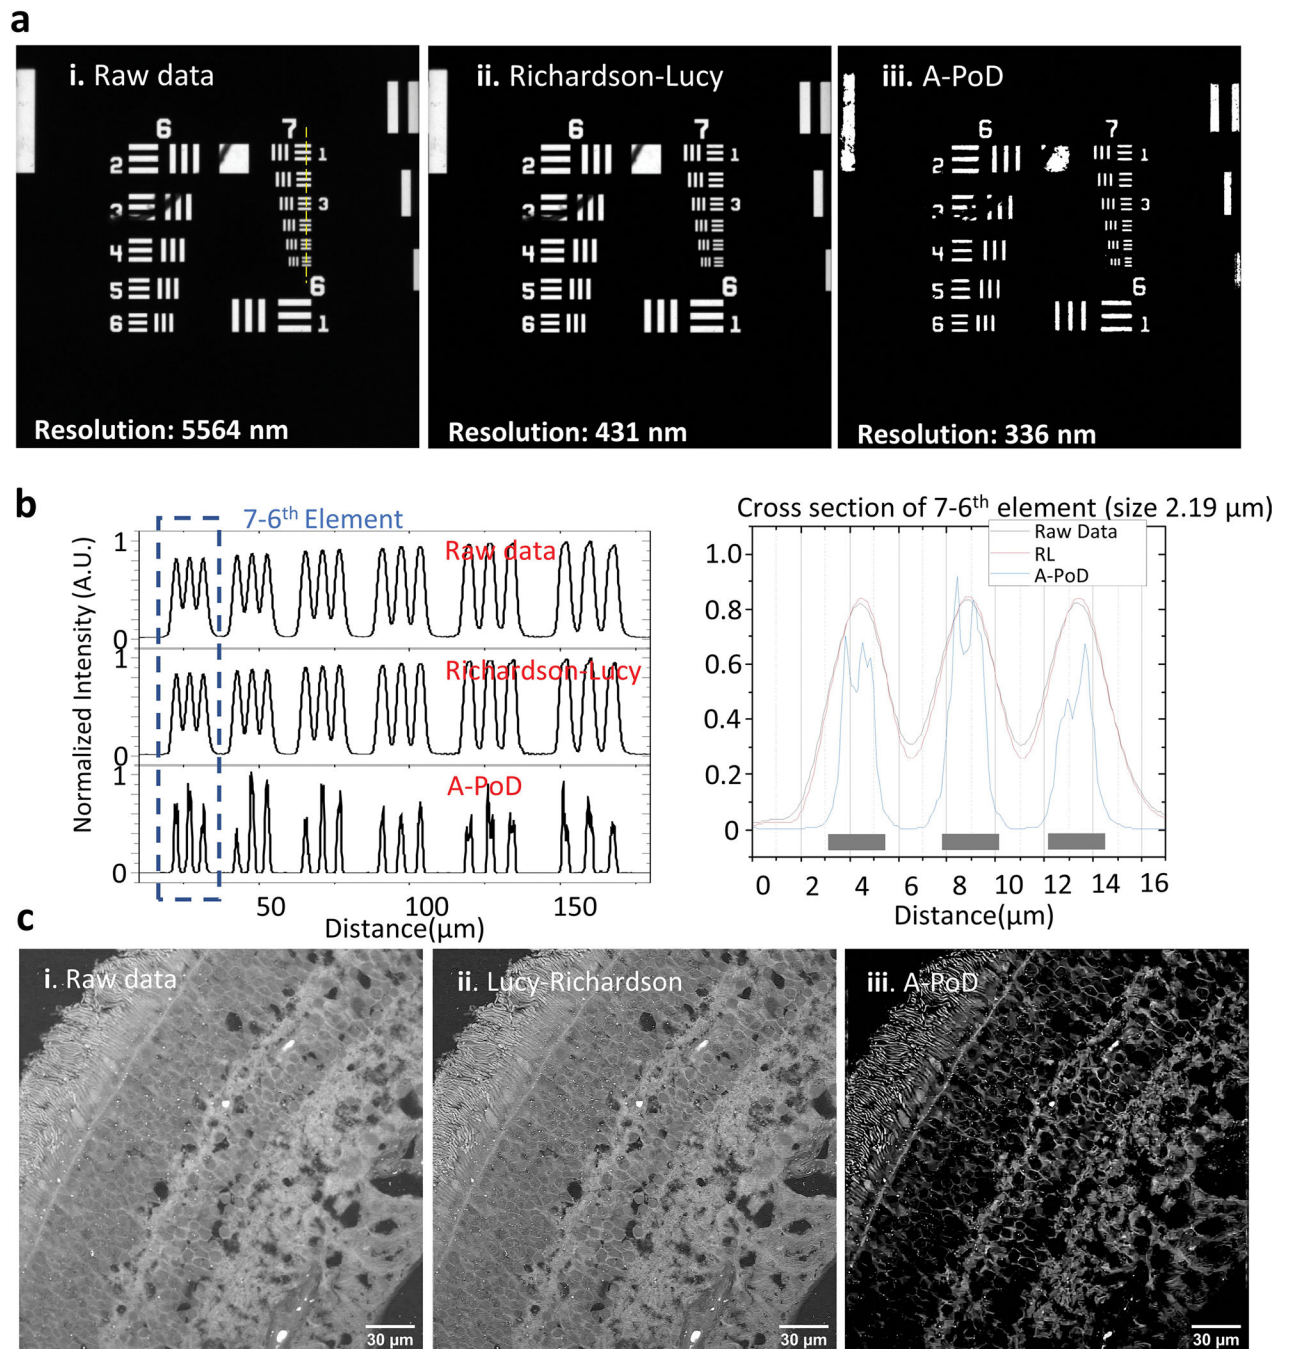 a
i. Raw data
6
7
2
1
3
3
4
5
6
6
1
Resolution: 5564 nm
ii. Richardson-Lucy
6
7
2
1
3
3
4
5
6
6
1
Resolution: 431 nm
iii. A-PoD
6
7
2
1
3
3
4
5
6
6
1
Resolution: 336 nm
b
7-6th Element
Normalized Intensity (A.U.)
1
0
1
0
1
0
Raw data
Richardson-Lucy
A-PoD
50
100
150
Distance(μm)
Cross section of 7-6th element (size 2.19 μm)
Raw Data
RL
A-PoD
1.0
0.8
0.6
0.4
0.2
0
0 2 4 6 8 10 12 14 16
Distance(μm)
c
i. Raw data
30 μm
ii. Lucy-Richardson
30 μm
iii. A-PoD
30 μm